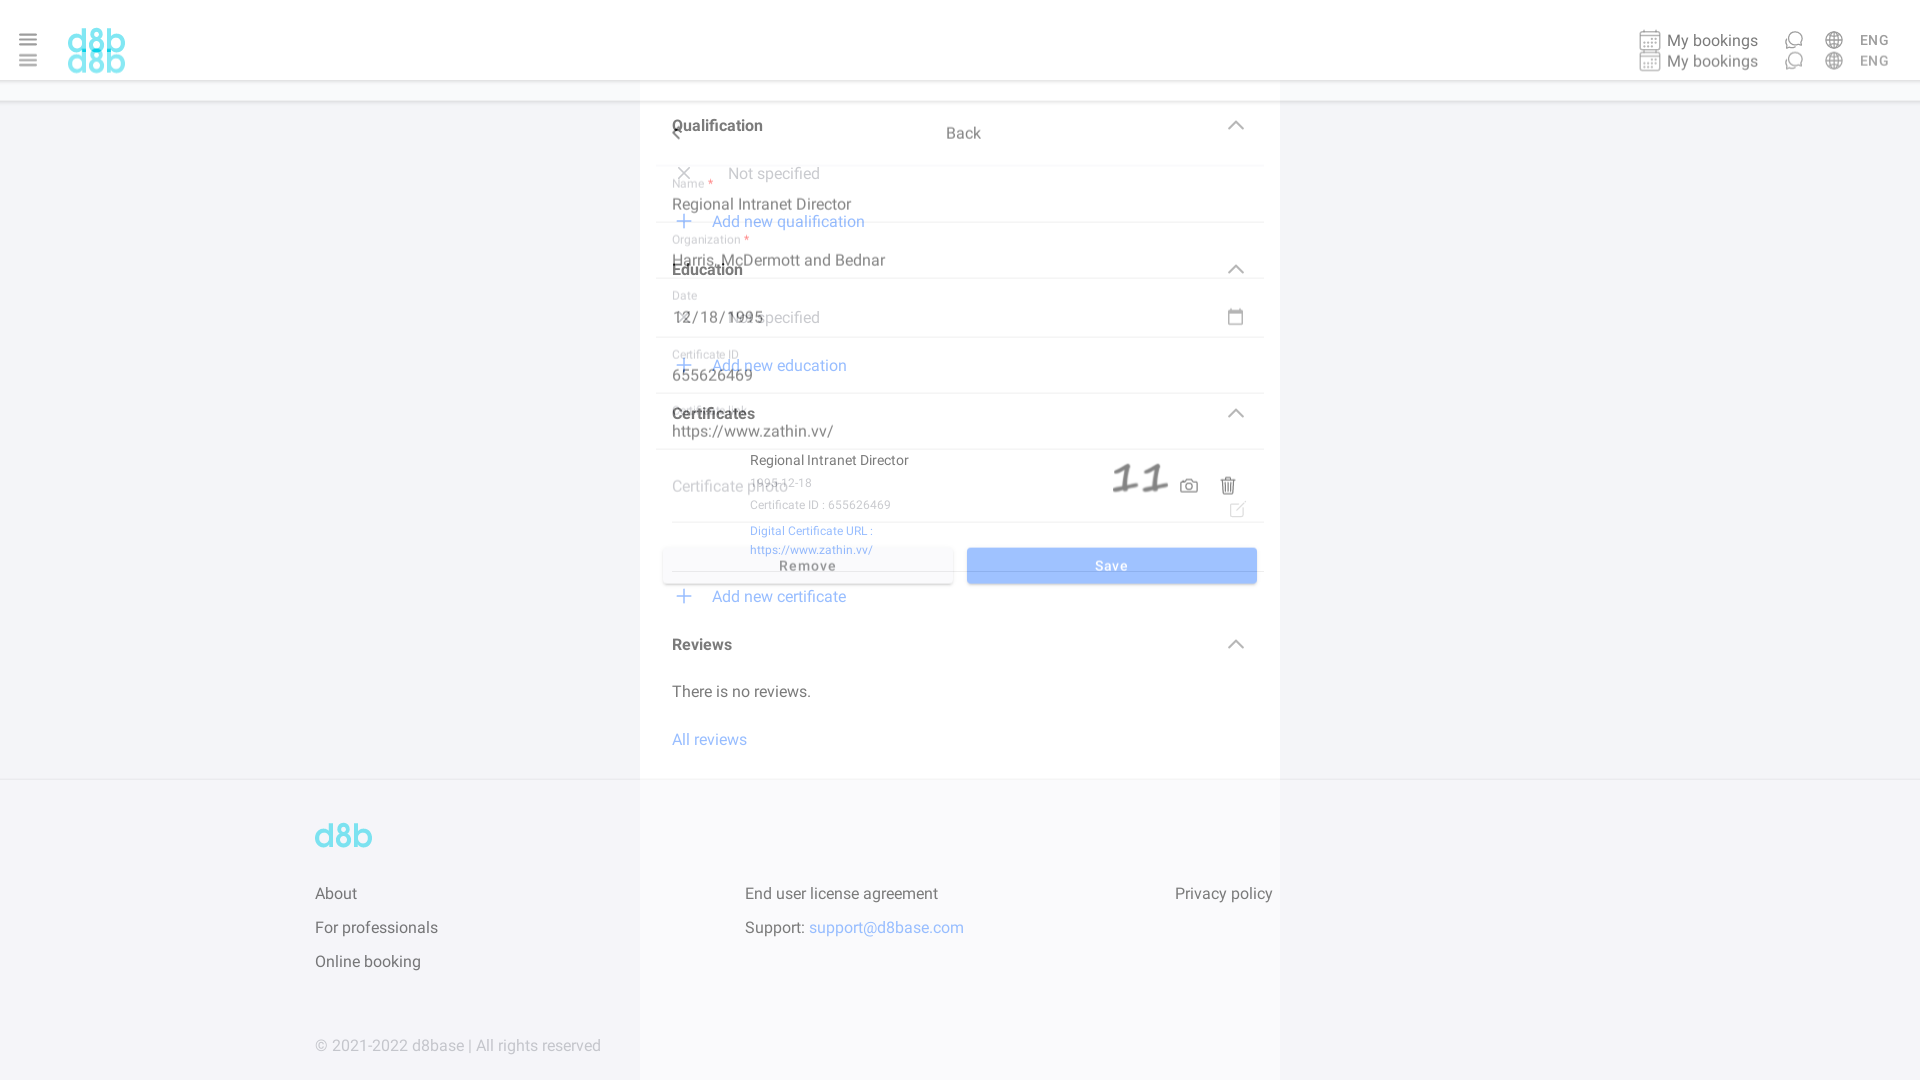 d8b
My bookings
ENG
d8b
My bookings
ENG
Qualification
Back
Not specified
Name *
Regional Intranet Director
Add new qualification
Organization *
Harris, McDermott and Bednar
Education
Date
12/18/1995
Not specified
Certificate ID
Add new education
655626469
Certificates
https://www.zathin.vv/
Regional Intranet Director
1995-12-18
Certificate photo
11
Certificate ID : 655626469
Digital Certificate URL :
https://www.zathin.vv/
Remove
Save
Add new certificate
Reviews
There is no reviews.
All reviews
d8b
About
End user license agreement
Privacy policy
For professionals
Support: support@d8base.com
Online booking
© 2021-2022 d8base | All rights reserved